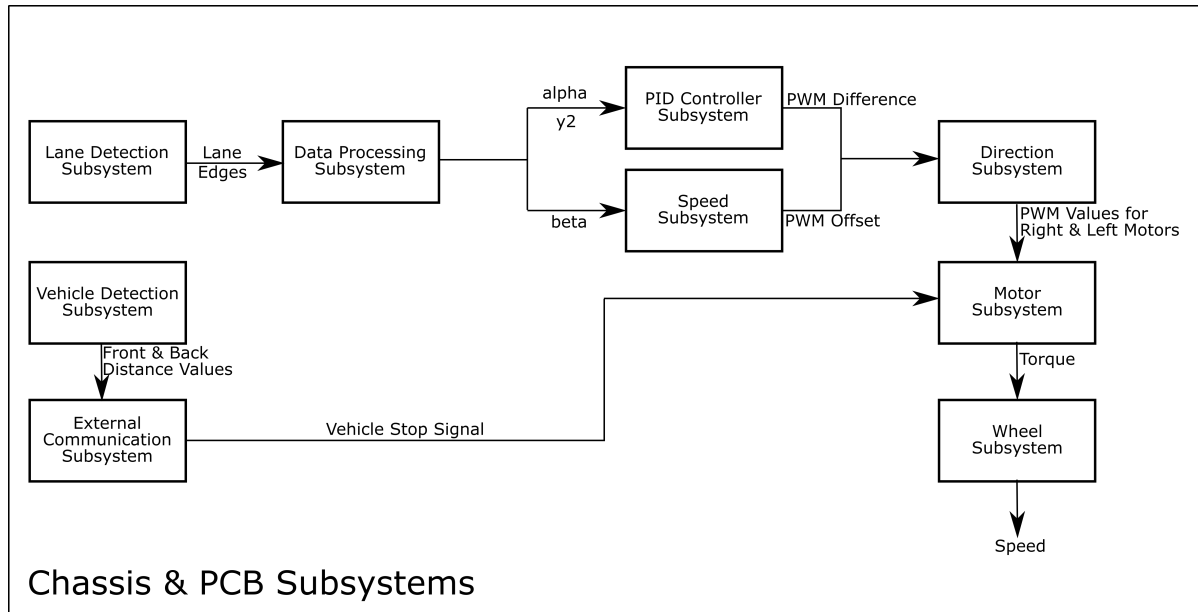 alpha
y2
PID Controller
Subsystem
PWM Difference
Lane Detection
Subsystem
Lane
Edges
Data Processing
Subsystem
Direction
Subsystem
beta
Speed
Subsystem
PWM Offset
PWM Values for
Right & Left Motors
Vehicle Detection
Subsystem
Motor
Subsystem
Front & Back
Distance Values
Torque
External
Communication
Subsystem
Vehicle Stop Signal
Wheel
Subsystem
Speed
Chassis & PCB Subsystems